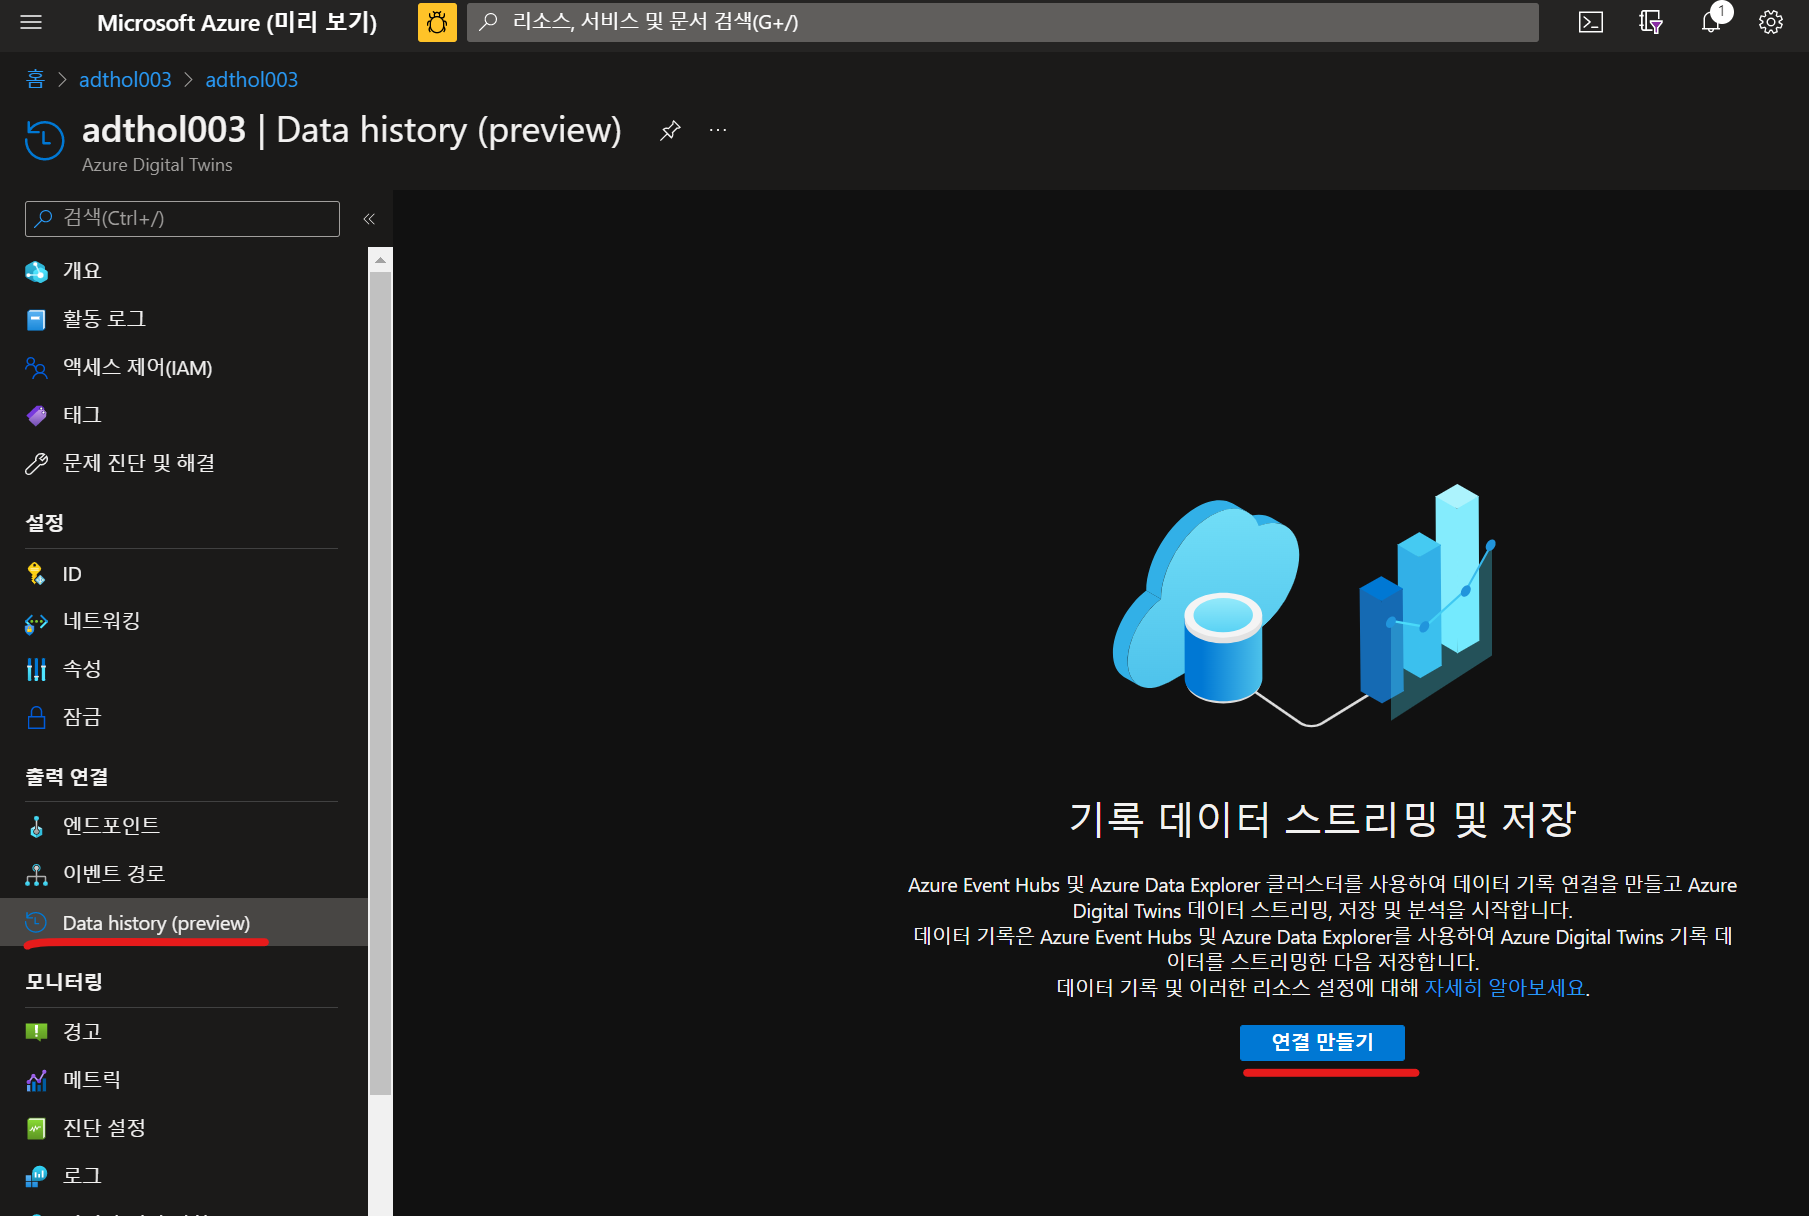 Microsoft Azure (미리 보기)
리소스, 서비스 및 문서 검색(G+/)
1
홈 > adthol003 > adthol003
adthol003 | Data history (preview)
Azure Digital Twins
검색(Ctrl+/)
개요
활동 로그
액세스 제어(IAM)
태그
문제 진단 및 해결
설정
ID
네트워킹
속성
잠금
출력 연결
엔드포인트
이벤트 경로
Data history (preview)
모니터링
경고
메트릭
진단 설정
로그
기록 데이터 스트리밍 및 저장
Azure Event Hubs 및 Azure Data Explorer 클러스터를 사용하여 데이터 기록 연결을 만들고 Azure
Digital Twins 데이터 스트리밍, 저장 및 분석을 시작합니다.
데이터 기록은 Azure Event Hubs 및 Azure Data Explorer를 사용하여 Azure Digital Twins 기록 데
이터를 스트리밍한 다음 저장합니다.
데이터 기록 및 이러한 리소스 설정에 대해 자세히 알아보세요.
연결 만들기